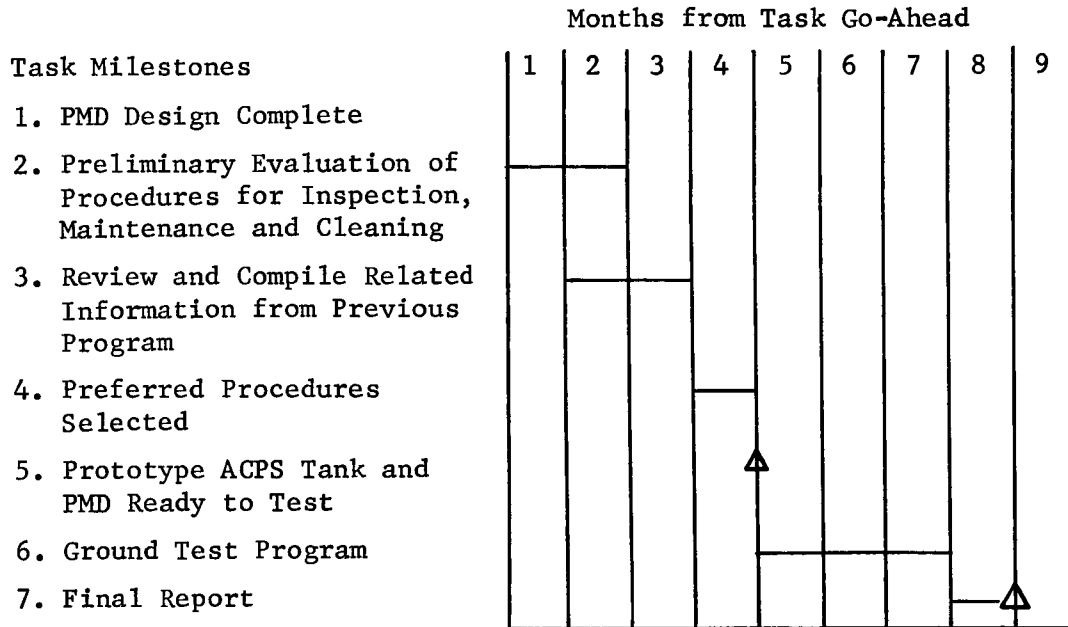 Months from Task Go-Ahead
Task Milestones 1 2 3 4 5 6 7 8 9
1. PMD Design Complete
2. Preliminary Evaluation of
Procedures for Inspection,
Maintenance and Cleaning
3. Review and Compile Related
Information from Previous
Program
4. Preferred Procedures
Selected
5. Prototype ACPS Tank and
PMD Ready to Test
6. Ground Test Program
7. Final Report